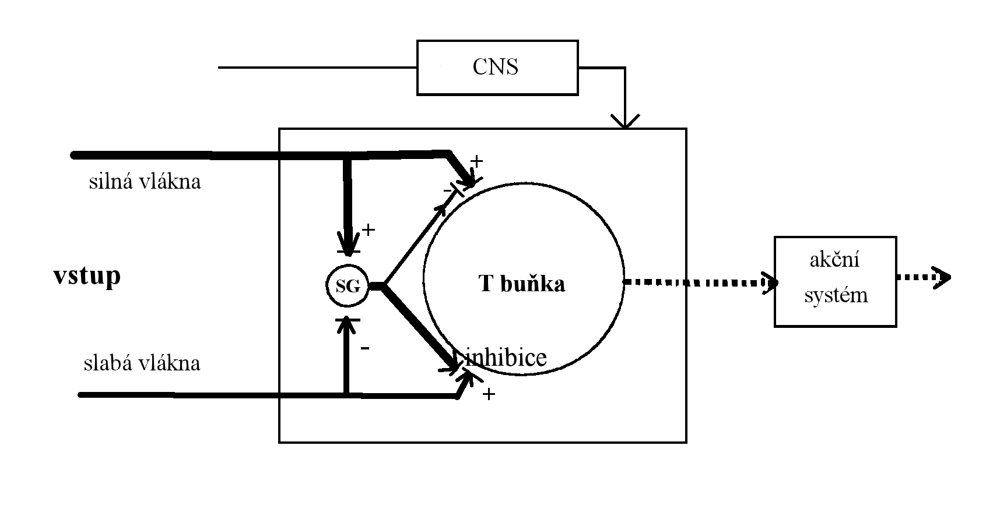 CNS
silná vlákna
+
-
+
vstup
SG
T buňka
akční
systém
-
inhibice
slabá vlákna
+